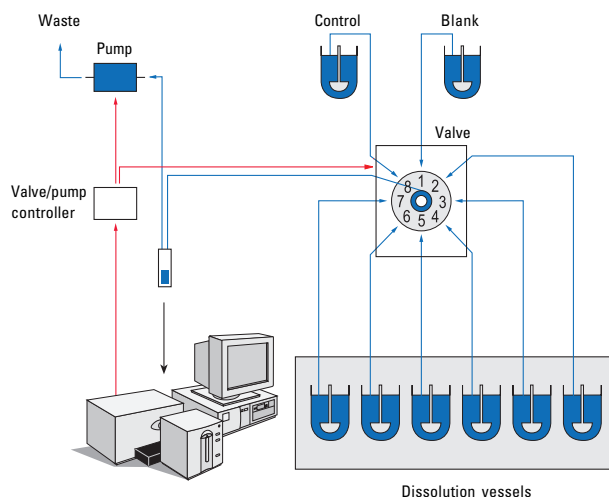 Waste
Control
Blank
Pump
Valve
Valve/pump
controller
8 1 2
7 3
6 5 4
Dissolution vessels